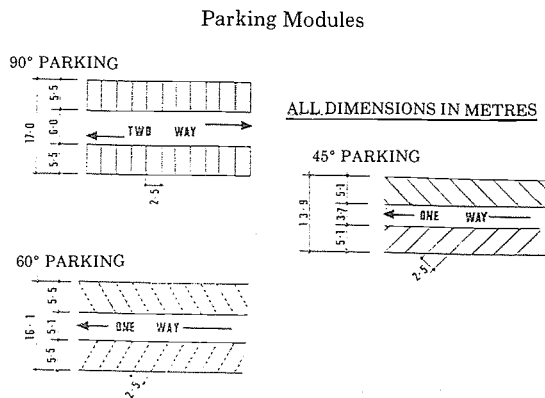 Parking Modules
90° PARKING
17·0
5·5
6·0
5·5
TWO WAY
2·5
ALL DIMENSIONS IN METRES
45° PARKING
13·9
5·1
3·7
5·1
ONE WAY
2·5
60° PARKING
16·1
5·5
5·1
5·5
ONE WAY
2·5